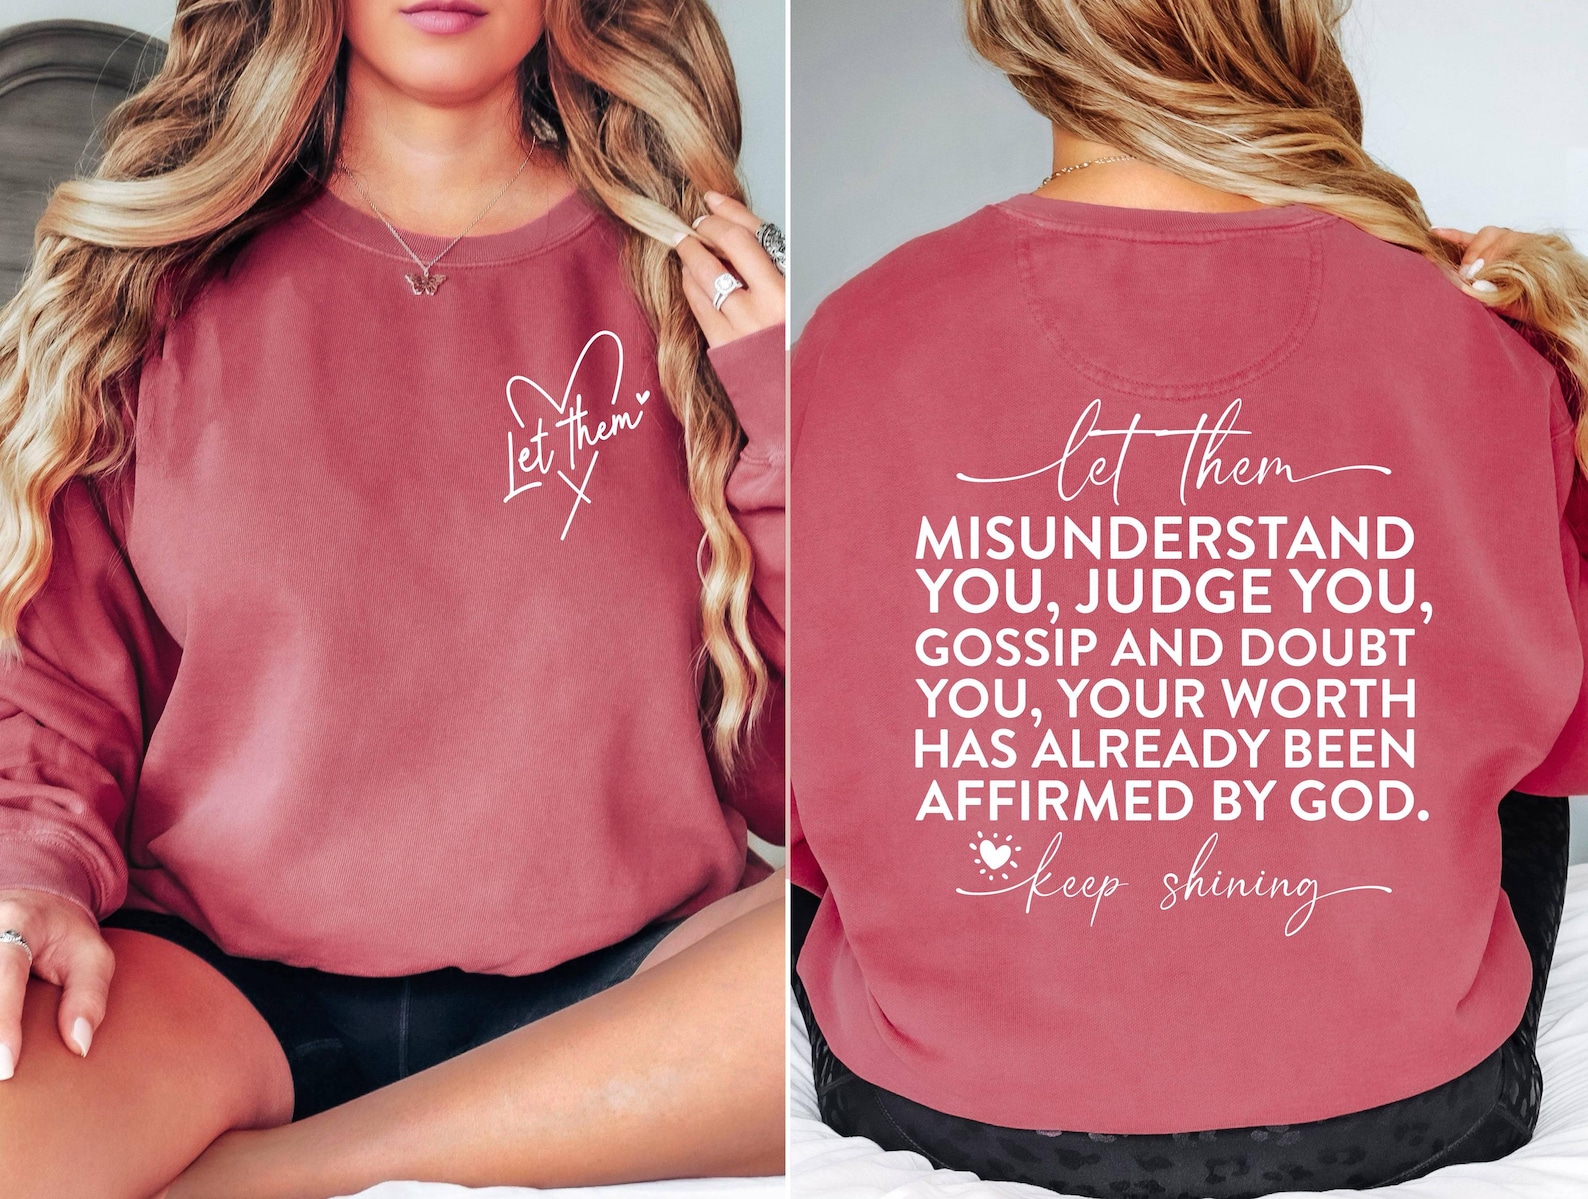 Let Them
let them
MISUNDERSTAND
YOU, JUDGE YOU,
GOSSIP AND DOUBT
YOU, YOUR WORTH
HAS ALREADY BEEN
AFFIRMED BY GOD.
keep shining